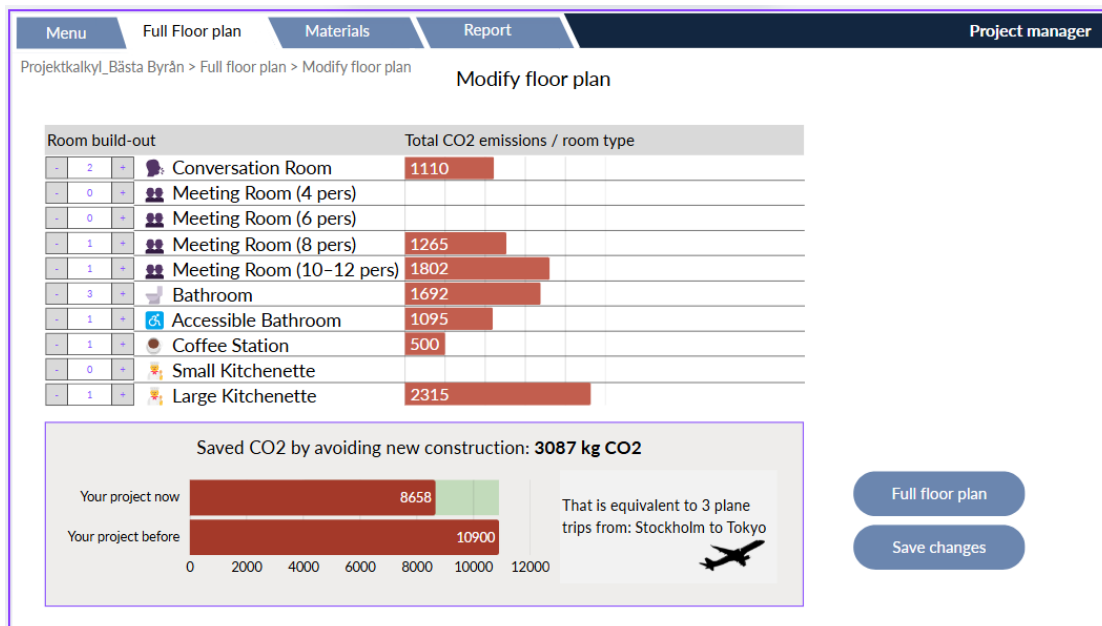 Menu Full Floor plan Materials Report Project manager
Projektkalkyl_Bästa Byrån > Full floor plan > Modify floor plan
Modify floor plan
Room build-out Total CO2 emissions / room type
- 2 + Conversation Room 1110
- 0 + Meeting Room (4 pers)
- 0 + Meeting Room (6 pers)
- 1 + Meeting Room (8 pers) 1265
- 1 + Meeting Room (10–12 pers) 1802
- 3 + Bathroom 1692
- 1 + Accessible Bathroom 1095
- 1 + Coffee Station 500
- 0 + Small Kitchenette
- 1 + Large Kitchenette 2315
Saved CO2 by avoiding new construction: 3087 kg CO2
Your project now 8658
Your project before 10900
0 2000 4000 6000 8000 10000 12000
That is equivalent to 3 plane
trips from: Stockholm to Tokyo
Full floor plan
Save changes